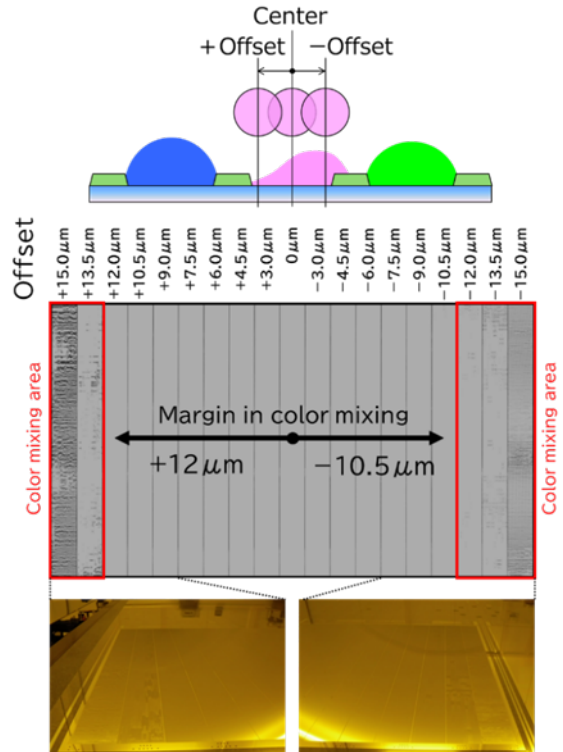 Center
+Offset
−Offset
Offset
+15.0μm
+13.5μm
+12.0μm
+10.5μm
+9.0μm
+7.5μm
+6.0μm
+4.5μm
+3.0μm
0μm
−3.0μm
−4.5μm
−6.0μm
−7.5μm
−9.0μm
−10.5μm
−12.0μm
−13.5μm
−15.0μm
Color mixing area
Margin in color mixing
+12μm
−10.5μm
Color mixing area